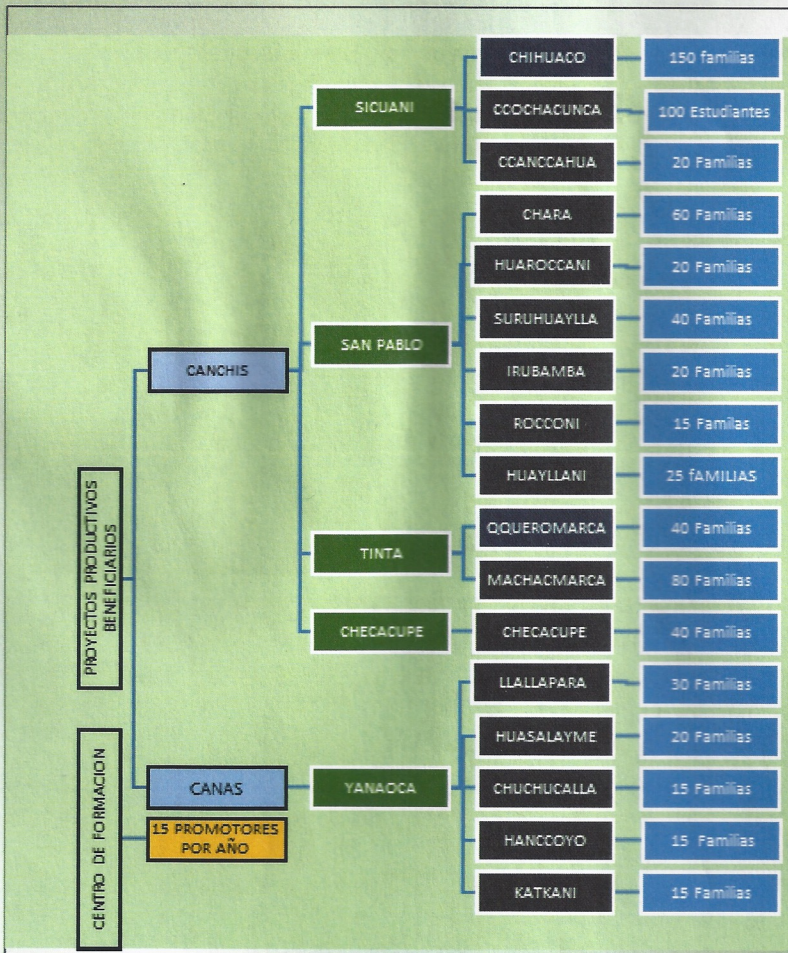 PROYECTOS PRODUCTIVOS
BENEFICIARIOS
CANCHIS
SICUANI
CHIHUACO
150 familias
CCOCHACUNCA
100 Estudiantes
CCANCCAHUA
20 Familias
SAN PABLO
CHARA
60 Familias
HUAROCCANI
20 Familias
SURUHUAYLLA
40 Familias
IRUBAMBA
20 Familias
ROCCONI
15 Familas
HUAYLLANI
25 fAMILIAS
TINTA
QQUEROMARCA
40 Familias
MACHACMARCA
80 Familias
CHECACUPE
CHECACUPE
40 Familias
CANAS
YANAOCA
LLALLAPARA
30 Familias
HUASALAYME
20 Familias
CHUCHUCALLA
15 Familias
HANCCOYO
15 Familias
KATKANI
15 Familias
CENTRO DE FORMACION
15 PROMOTORES
POR AÑO